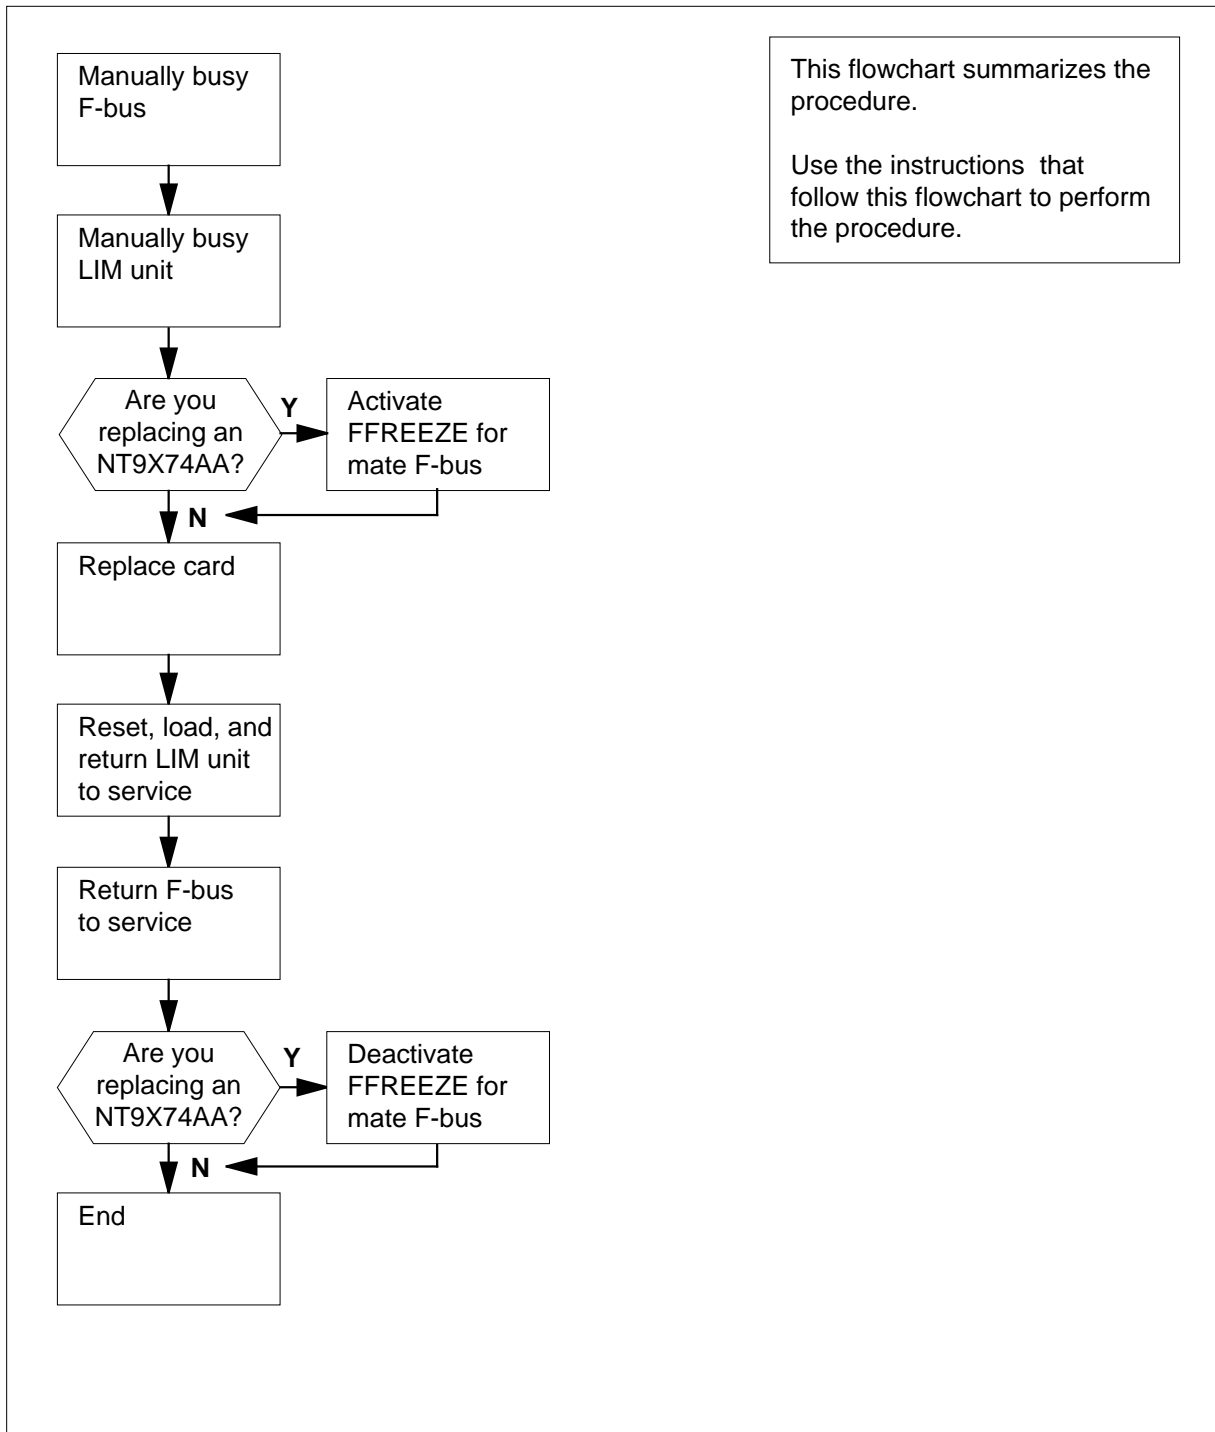 Manually busy
F-bus
This flowchart summarizes the
procedure.
Use the instructions  that
follow this flowchart to perform
the procedure.
Manually busy
LIM unit
Are you
replacing an
NT9X74AA?
Y
Activate
FFREEZE for
mate F-bus
N
Replace card
Reset, load, and
return LIM unit
to service
Return F-bus
to service
Are you
replacing an
NT9X74AA?
Y
Deactivate
FFREEZE for
mate F-bus
N
End